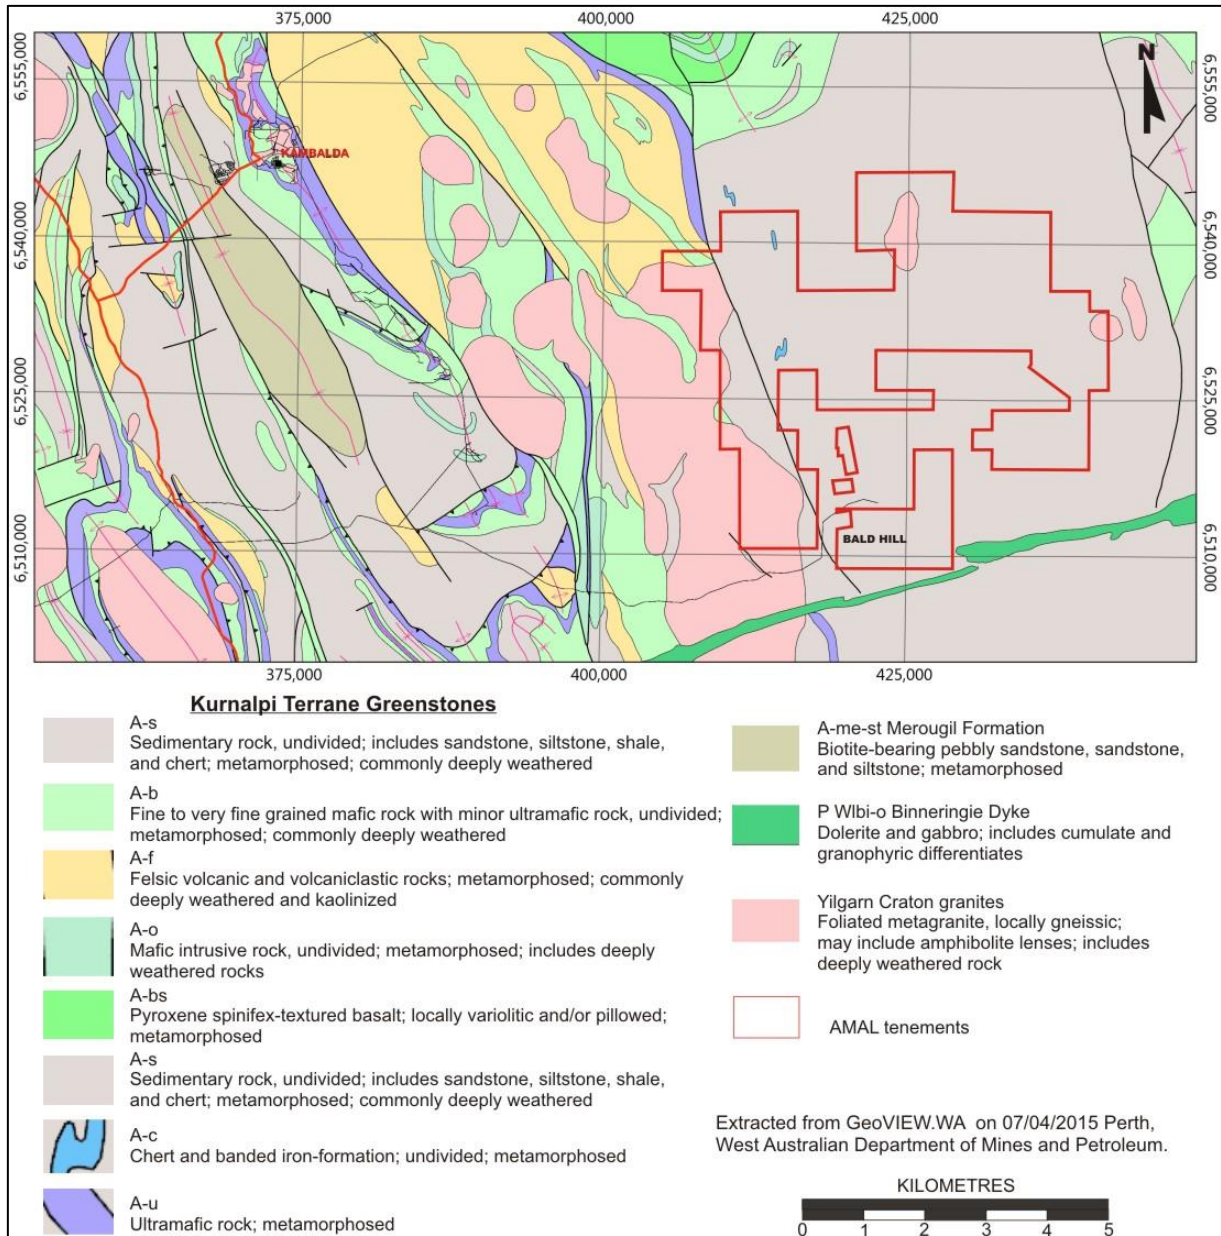 375,000 400,000 425,000
N
6,555,000 6,555,000
KAMBALDA
6,540,000 6,540,000
6,525,000 6,525,000
BALD HILL
6,510,000 6,510,000
375,000 400,000 425,000
Kurnalpi Terrane Greenstones
A-s
Sedimentary rock, undivided; includes sandstone, siltstone, shale,
and chert; metamorphosed; commonly deeply weathered
A-b
Fine to very fine grained mafic rock with minor ultramafic rock, undivided;
metamorphosed; commonly deeply weathered
A-f
Felsic volcanic and volcaniclastic rocks; metamorphosed; commonly
deeply weathered and kaolinized
A-o
Mafic intrusive rock, undivided; metamorphosed; includes deeply
weathered rocks
A-bs
Pyroxene spinifex-textured basalt; locally variolitic and/or pillowed;
metamorphosed
A-s
Sedimentary rock, undivided; includes sandstone, siltstone, shale,
and chert; metamorphosed; commonly deeply weathered
A-c
Chert and banded iron-formation; undivided; metamorphosed
A-u
Ultramafic rock; metamorphosed
A-me-st Merougil Formation
Biotite-bearing pebbly sandstone, sandstone,
and siltstone; metamorphosed
P Wlbi-o Binneringie Dyke
Dolerite and gabbro; includes cumulate and
granophyric differentiates
Yilgarn Craton granites
Foliated metagranite, locally gneissic;
may include amphibolite lenses; includes
deeply weathered rock
AMAL tenements
Extracted from GeoVIEW.WA on 07/04/2015 Perth,
West Australian Department of Mines and Petroleum.
KILOMETRES
0 1 2 3 4 5